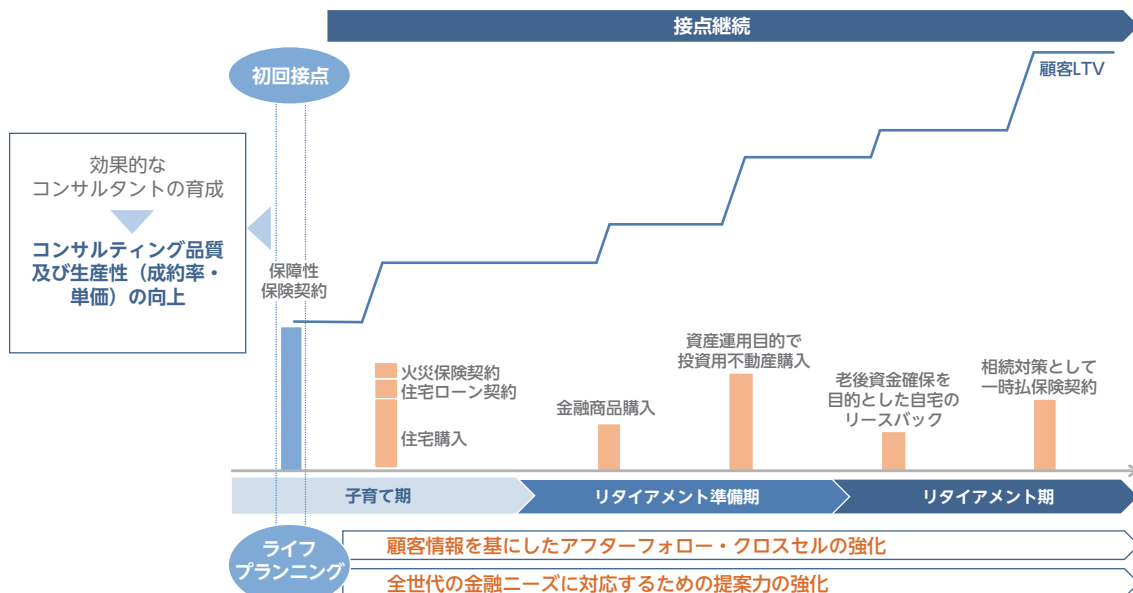 接点継続
初回接点
顧客LTV
効果的な
コンサルタントの育成
コンサルティング品質
及び生産性（成約率・
単価）の向上
保障性
保険契約
火災保険契約
住宅ローン契約
住宅購入
金融商品購入
資産運用目的で
投資用不動産購入
老後資金確保を
目的とした自宅の
リースバック
相続対策として
一時払保険契約
子育て期
リタイアメント準備期
リタイアメント期
ライフ
プランニング
顧客情報を基にしたアフターフォロー・クロスセルの強化
全世代の金融ニーズに対応するための提案力の強化